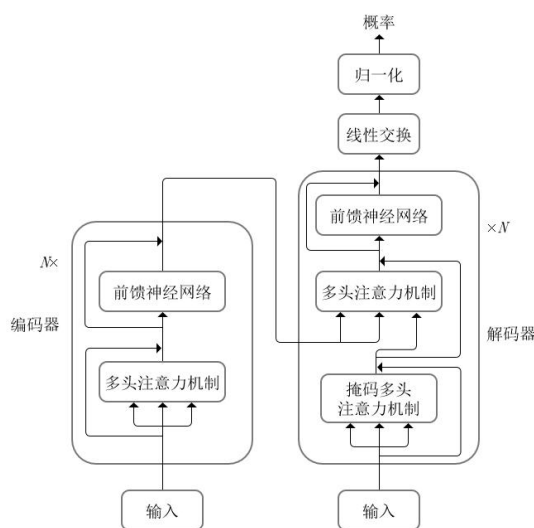 概率
归一化
线性交换
前馈神经网络
×N
N×
前馈神经网络
多头注意力机制
编码器
解码器
多头注意力机制
掩码多头
注意力机制
输入
输入